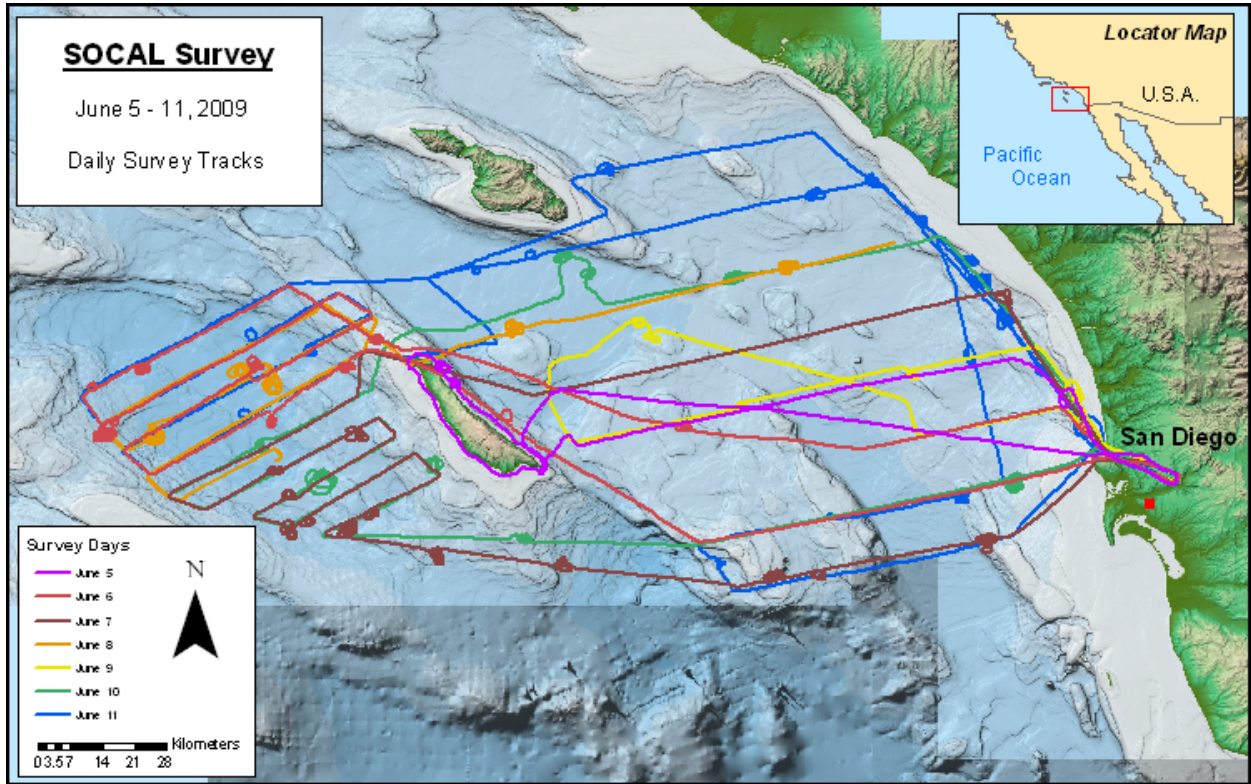 SOCAL Survey
June 5 - 11, 2009
Daily Survey Tracks
Locator Map
U.S.A.
Pacific
Ocean
San Diego
Survey Days
N
June 5
June 6
June 7
June 8
June 9
June 10
June 11
Kilometers
0 3.5 7 14 21 28